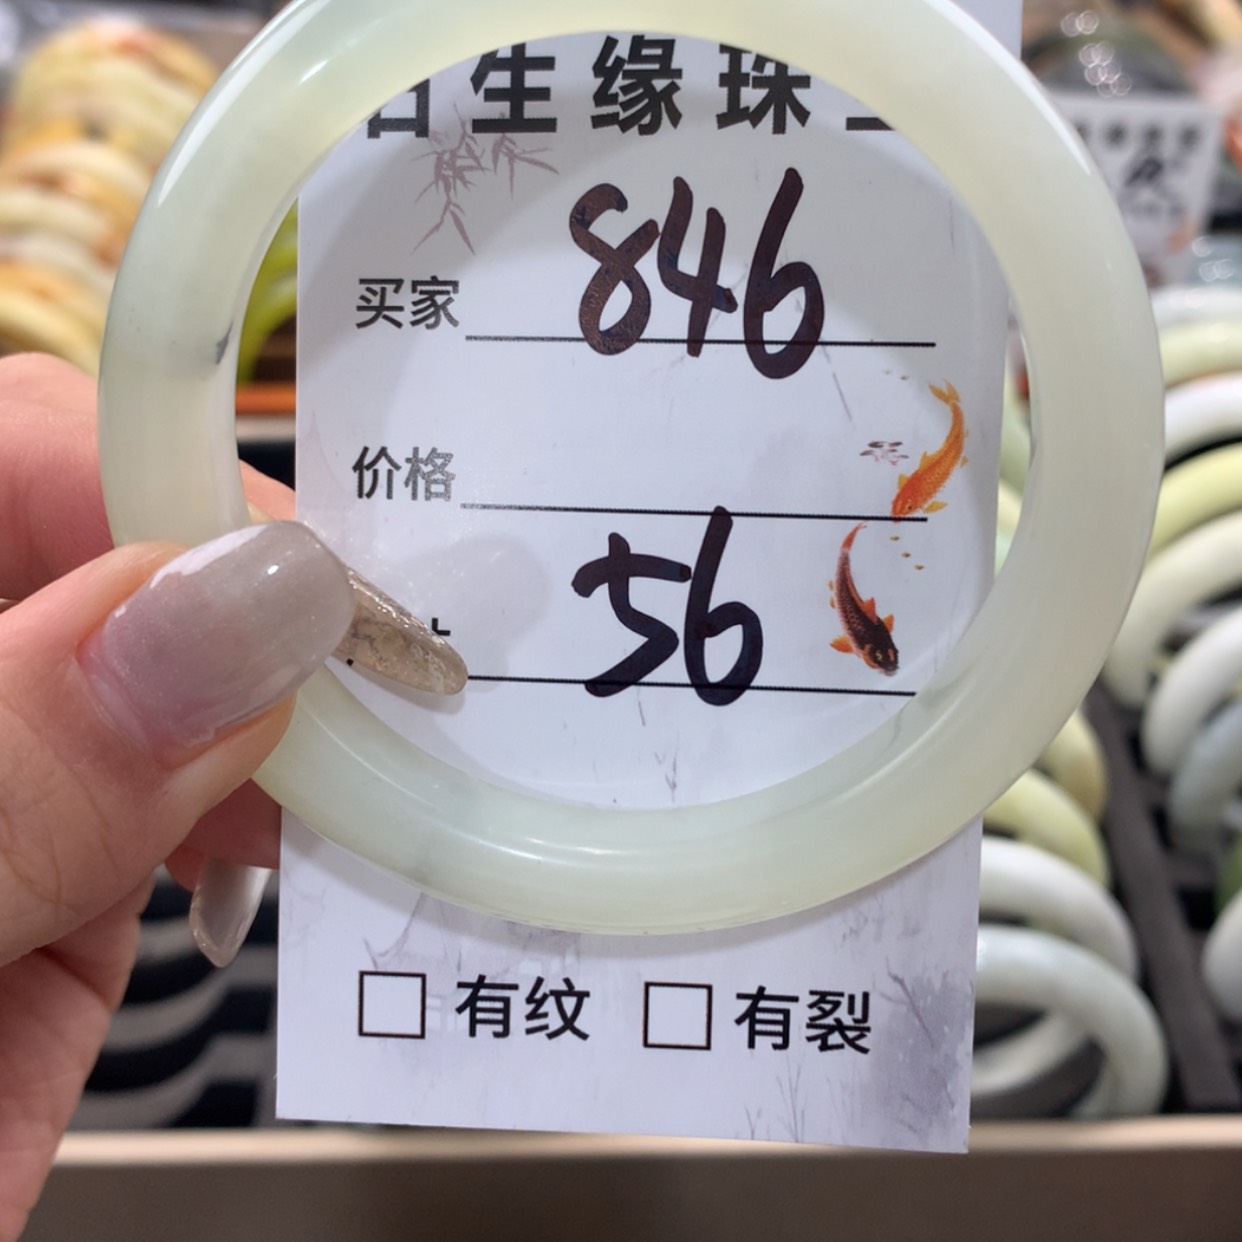 生缘珠
买家 846
价格
56
有纹 有裂